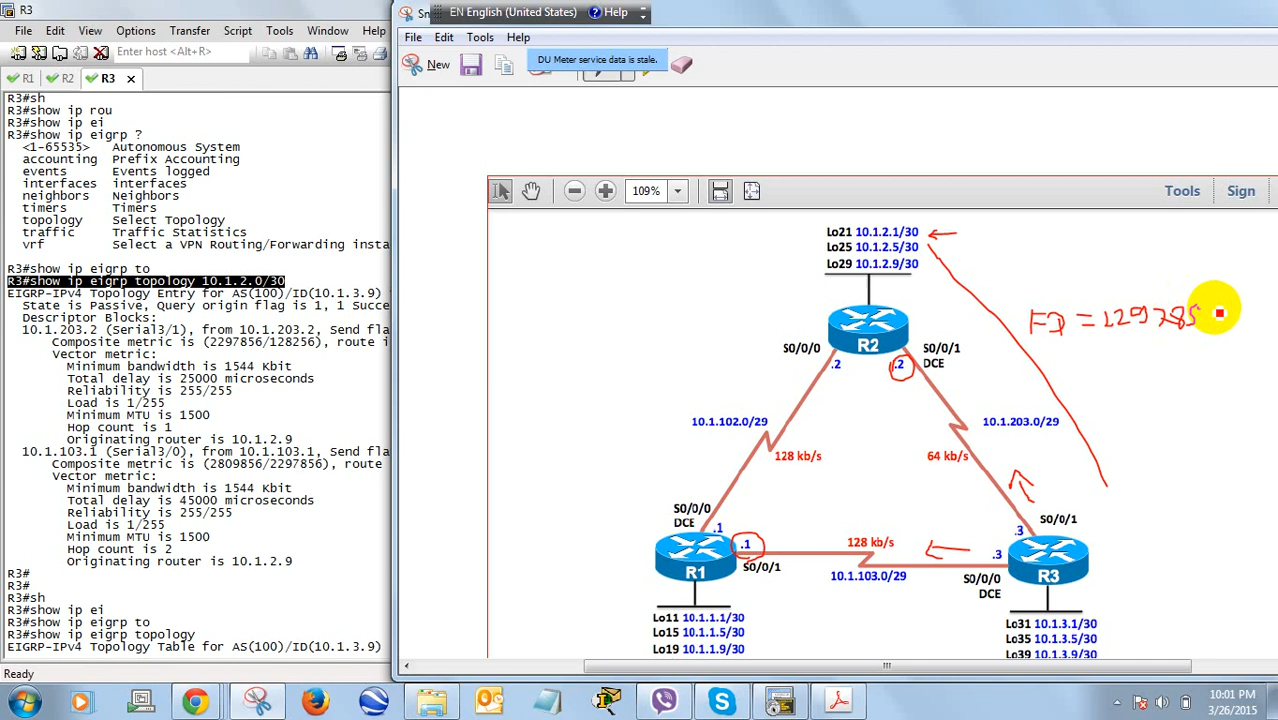 R3
File Edit View Options Transfer Script Tools Window Help
Enter host <Alt+R>
R1 R2 R3
R3#sh
R3#show ip rou
R3#show ip ei
R3#show ip eigrp ?
<1-65535> Autonomous System
accounting Prefix Accounting
events Events logged
interfaces interfaces
neighbors Neighbors
timers Timers
topology Select Topology
traffic Traffic Statistics
vrf Select a VPN Routing/Forwarding insta
R3#show ip eigrp to
R3#show ip eigrp topology 10.1.2.0/30
EIGRP-IPv4 Topology Entry for AS(100)/ID(10.1.3.9)
State is Passive, Query origin flag is 1, 1 Succe
Descriptor Blocks:
10.1.203.2 (Serial3/1), from 10.1.203.2, Send fla
Composite metric is (2297856/128256), route i
Vector metric:
Minimum bandwidth is 1544 Kbit
Total delay is 25000 microseconds
Reliability is 255/255
Load is 1/255
Minimum MTU is 1500
Hop count is 1
Originating router is 10.1.2.9
10.1.103.1 (Serial3/0), from 10.1.103.1, Send fla
Composite metric is (2809856/2297856), route
Vector metric:
Minimum bandwidth is 1544 Kbit
Total delay is 45000 microseconds
Reliability is 255/255
Load is 1/255
Minimum MTU is 1500
Hop count is 2
Originating router is 10.1.2.9
R3#
R3#
R3#sh
R3#show ip ei
R3#show ip eigrp to
R3#show ip eigrp topology
EIGRP-IPv4 Topology Table for AS(100)/ID(10.1.3.9)
Ready
Sn
EN English (United States) Help
File Edit Tools Help
New
DU Meter service data is stale.
109% Tools Sign
Lo21 10.1.2.1/30
Lo25 10.1.2.5/30
Lo29 10.1.2.9/30
R2
S0/0/0
S0/0/1
DCE
.2
.2
10.1.102.0/29
10.1.203.0/29
128 kb/s
64 kb/s
FD =
S0/0/0
DCE
.1
.1
R1
S0/0/1
128 kb/s
10.1.103.0/29
S0/0/1
.3
.3
R3
S0/0/0
DCE
Lo11 10.1.1.1/30
Lo15 10.1.1.5/30
Lo19 10.1.1.9/30
Lo31 10.1.3.1/30
Lo35 10.1.3.5/30
Lo39 10.1.3.9/30
10:01 PM
3/26/2015